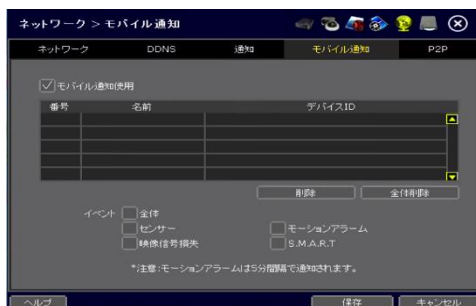 ネットワーク > モバイル通知
ネットワーク DDNS 通知 モバイル通知 P2P
モバイル通知使用
番号 名前 デバイスID
削除 全体削除
イベント 全体
センサー モーションアラーム
映像信号損失 S.M.A.R.T
*注意:モーションアラームは5分間隔で通知されます。
ヘルプ 保存 キャンセル